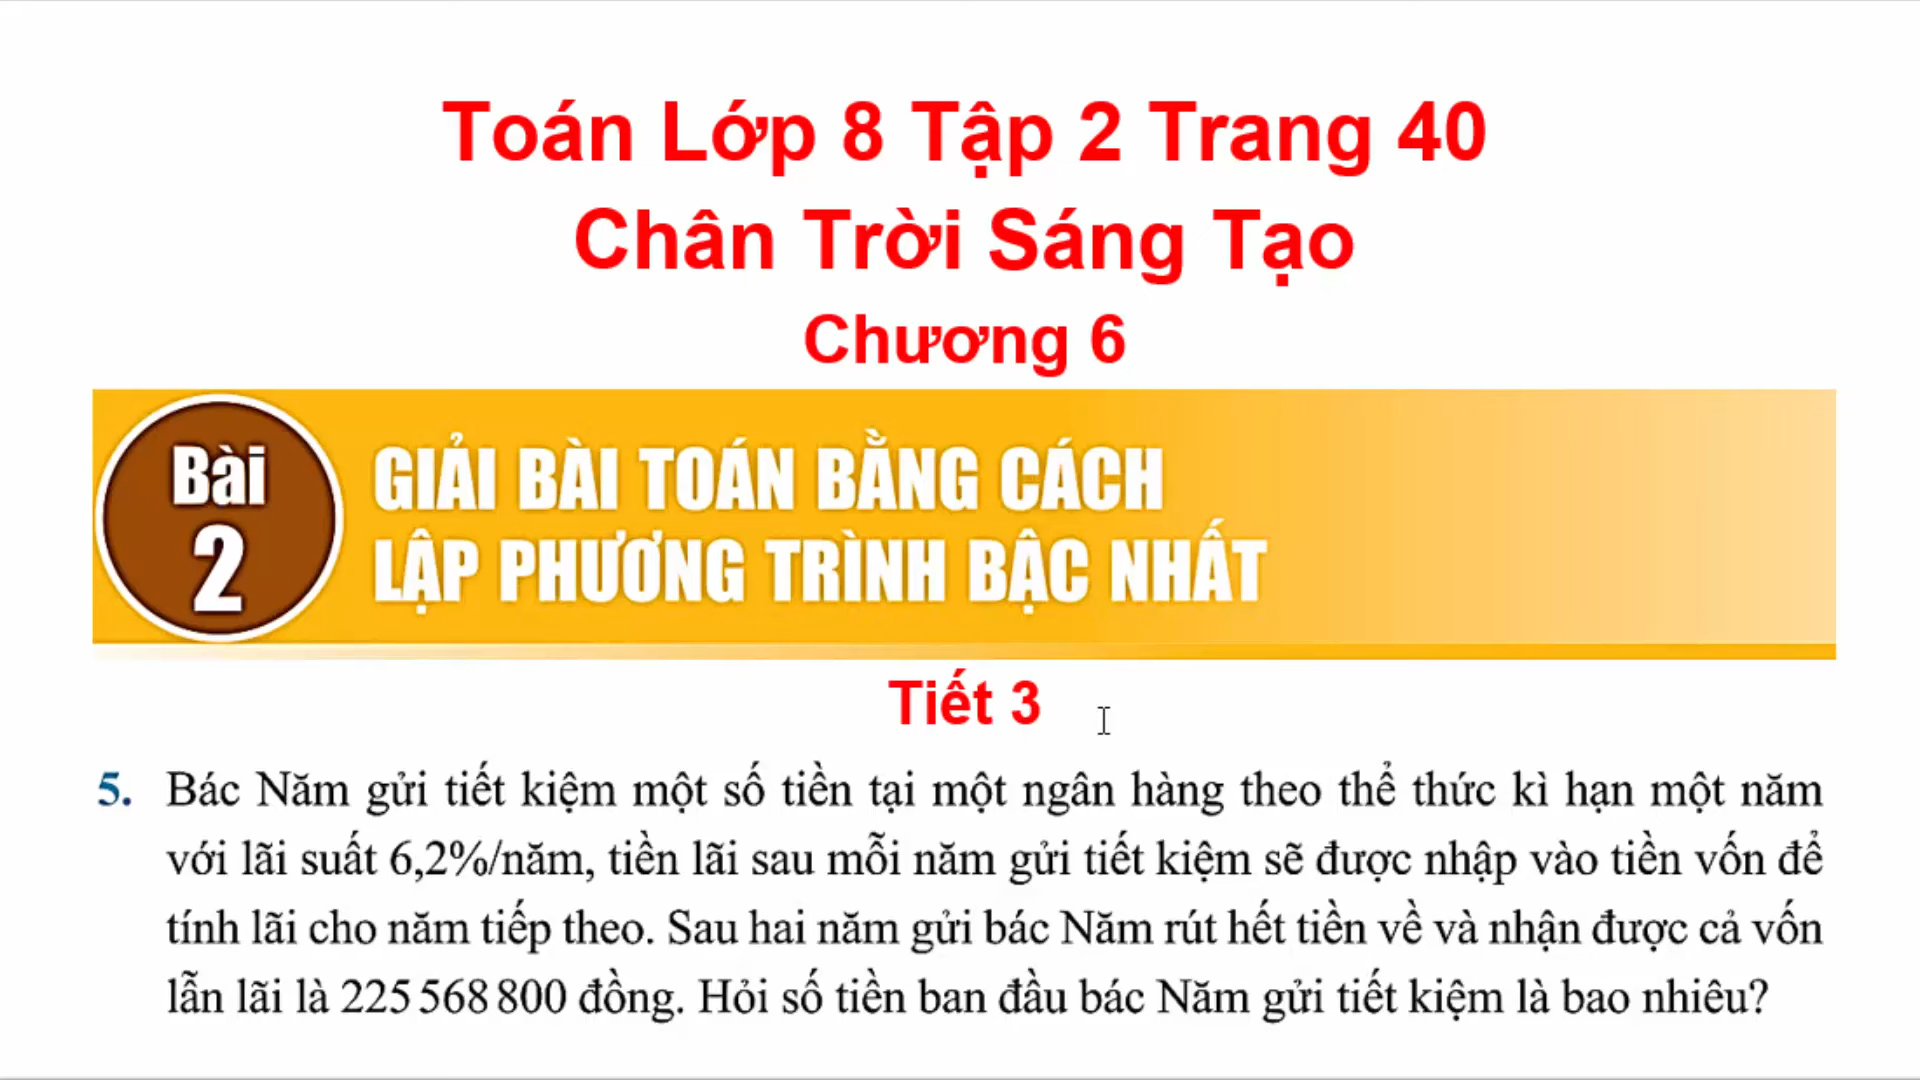 Toán Lớp 8 Tập 2 Trang 40
Chân Trời Sáng Tạo
Chương 6
Bài
2
GIẢI BÀI TOÁN BẰNG CÁCH
LẬP PHƯƠNG TRÌNH BẬC NHẤT
Tiết 3
5. Bác Năm gửi tiết kiệm một số tiền tại một ngân hàng theo thể thức kì hạn một năm
với lãi suất 6,2%/năm, tiền lãi sau mỗi năm gửi tiết kiệm sẽ được nhập vào tiền vốn để
tính lãi cho năm tiếp theo. Sau hai năm gửi bác Năm rút hết tiền về và nhận được cả vốn
lẫn lãi là 225 568 800 đồng. Hỏi số tiền ban đầu bác Năm gửi tiết kiệm là bao nhiêu?